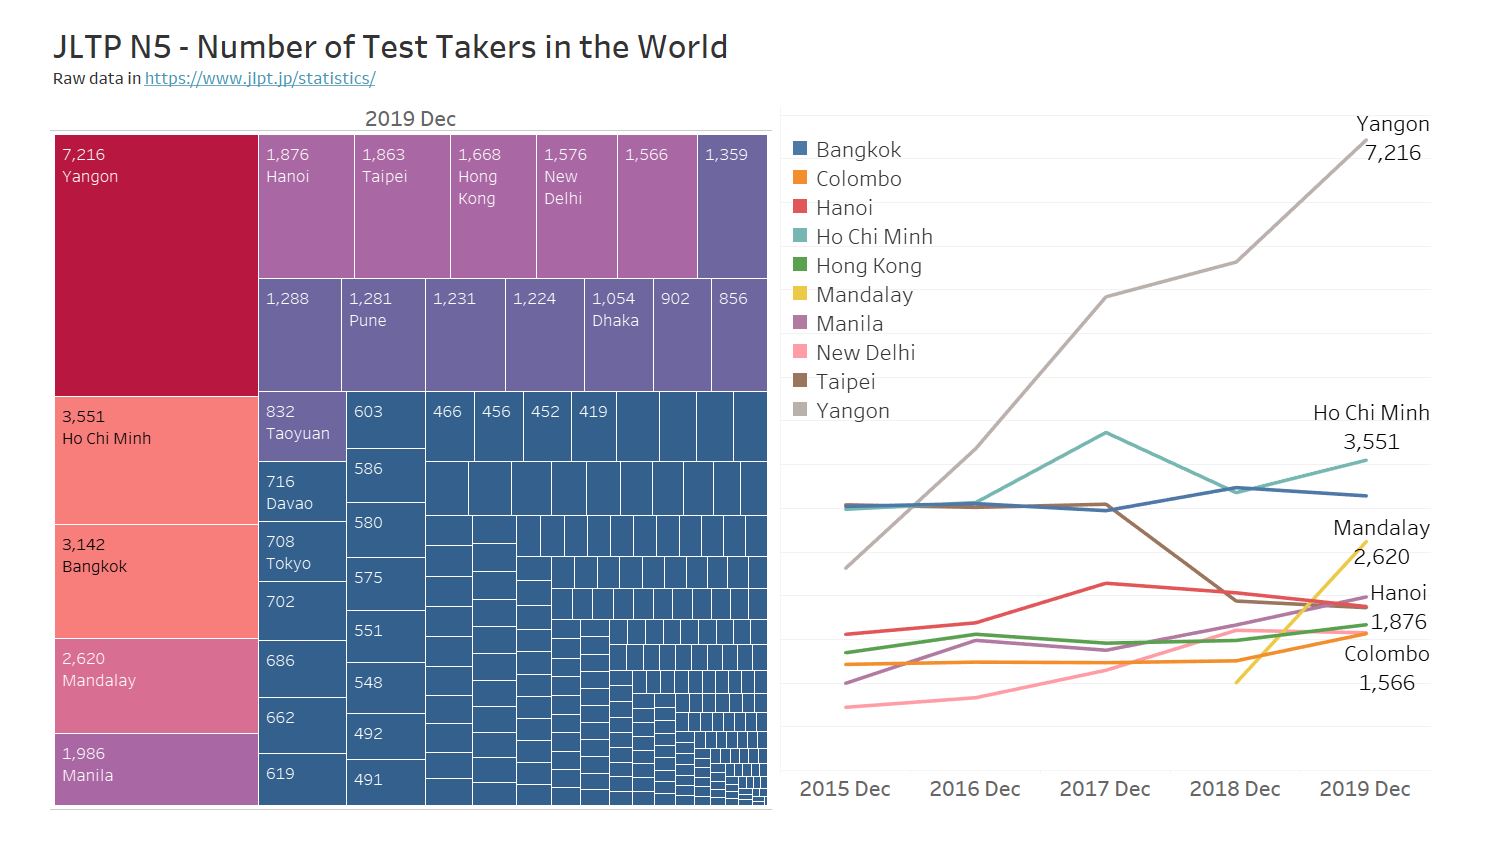 JLTP N5 - Number of Test Takers in the World
Raw data in https://www.jlpt.jp/statistics/
2019 Dec
7,216
Yangon
3,551
Ho Chi Minh
3,142
Bangkok
2,620
Mandalay
1,986
Manila
1,876
Hanoi
1,863
Taipei
1,668
Hong
Kong
1,576
New
Delhi
1,566
1,359
1,288
1,281
Pune
1,231
1,224
1,054
Dhaka
902
856
832
Taoyuan
716
Davao
708
Tokyo
702
686
662
619
603
586
580
575
551
548
492
491
466
456
452
419
Bangkok
Colombo
Hanoi
Ho Chi Minh
Hong Kong
Mandalay
Manila
New Delhi
Taipei
Yangon
Yangon
7,216
Ho Chi Minh
3,551
Mandalay
2,620
Hanoi
1,876
Colombo
1,566
2015 Dec
2016 Dec
2017 Dec
2018 Dec
2019 Dec